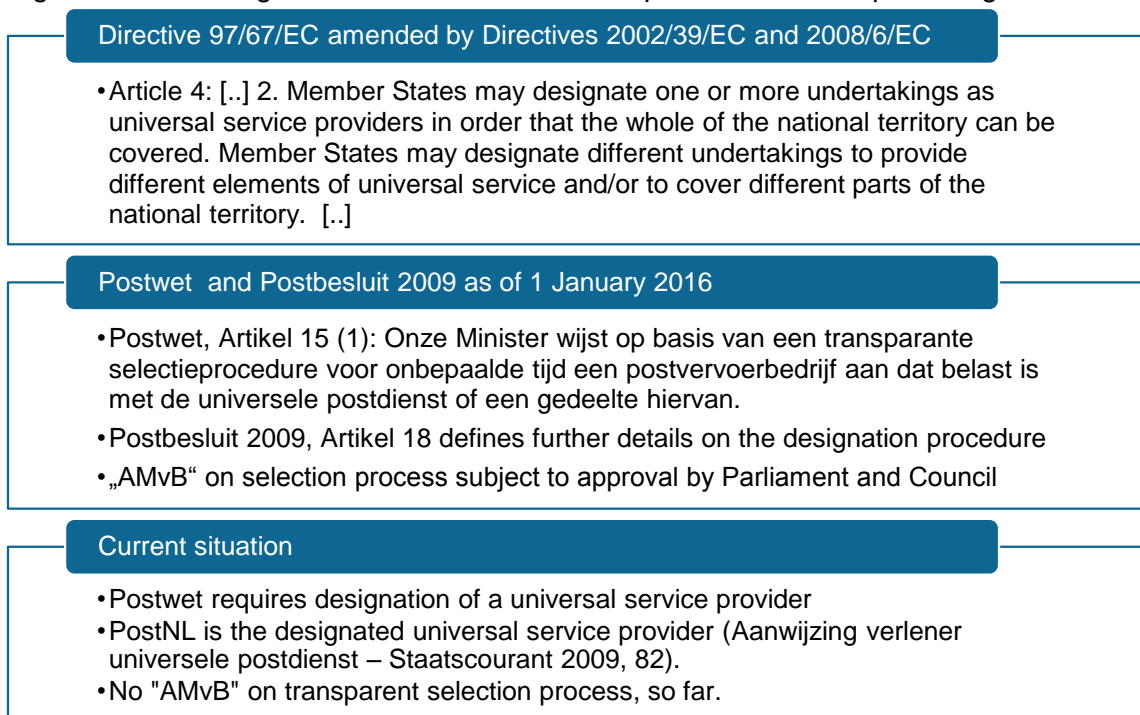 Directive 97/67/EC amended by Directives 2002/39/EC and 2008/6/EC
•Article 4: [..] 2. Member States may designate one or more undertakings as
universal service providers in order that the whole of the national territory can be
covered. Member States may designate different undertakings to provide
different elements of universal service and/or to cover different parts of the
national territory.  [..]
Postwet  and Postbesluit 2009 as of 1 January 2016
•Postwet, Artikel 15 (1): Onze Minister wijst op basis van een transparante
selectieprocedure voor onbepaalde tijd een postvervoerbedrijf aan dat belast is
met de universele postdienst of een gedeelte hiervan.
•Postbesluit 2009, Artikel 18 defines further details on the designation procedure
•„AMvB“ on selection process subject to approval by Parliament and Council
Current situation
•Postwet requires designation of a universal service provider
•PostNL is the designated universal service provider (Aanwijzing verlener
universele postdienst – Staatscourant 2009, 82).
•No "AMvB" on transparent selection process, so far.